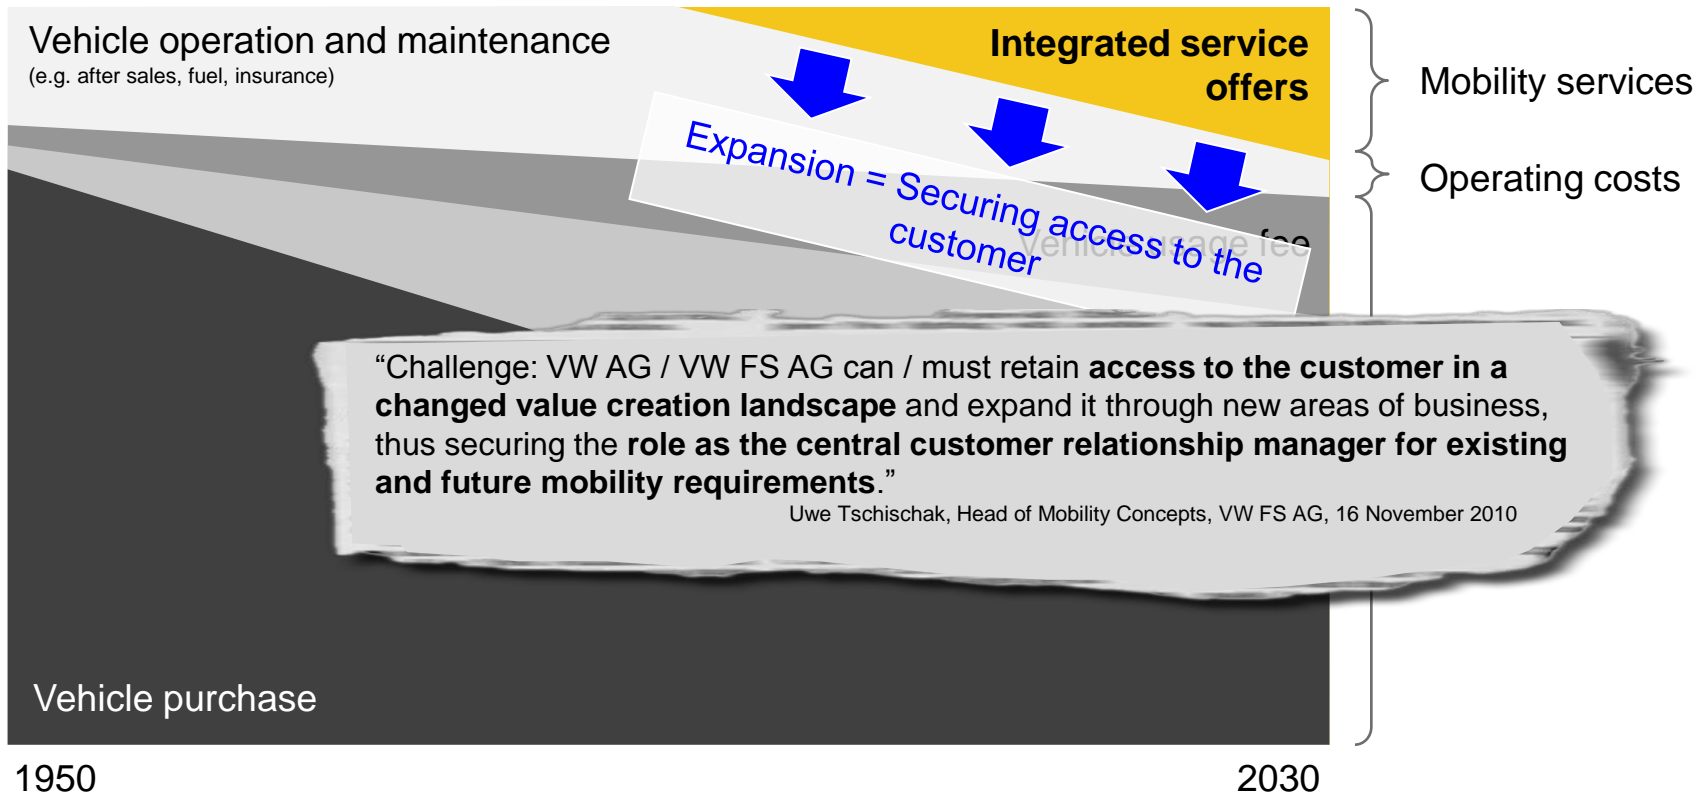 Vehicle operation and maintenance
(e.g. after sales, fuel, insurance)
Integrated service
offers
Mobility services
Operating costs
Expansion = Securing access to the
customer
Vehicle usage fee
“Challenge: VW AG / VW FS AG can / must retain access to the customer in a
changed value creation landscape and expand it through new areas of business,
thus securing the role as the central customer relationship manager for existing
and future mobility requirements.”
Uwe Tschischak, Head of Mobility Concepts, VW FS AG, 16 November 2010
Vehicle purchase
1950
2030